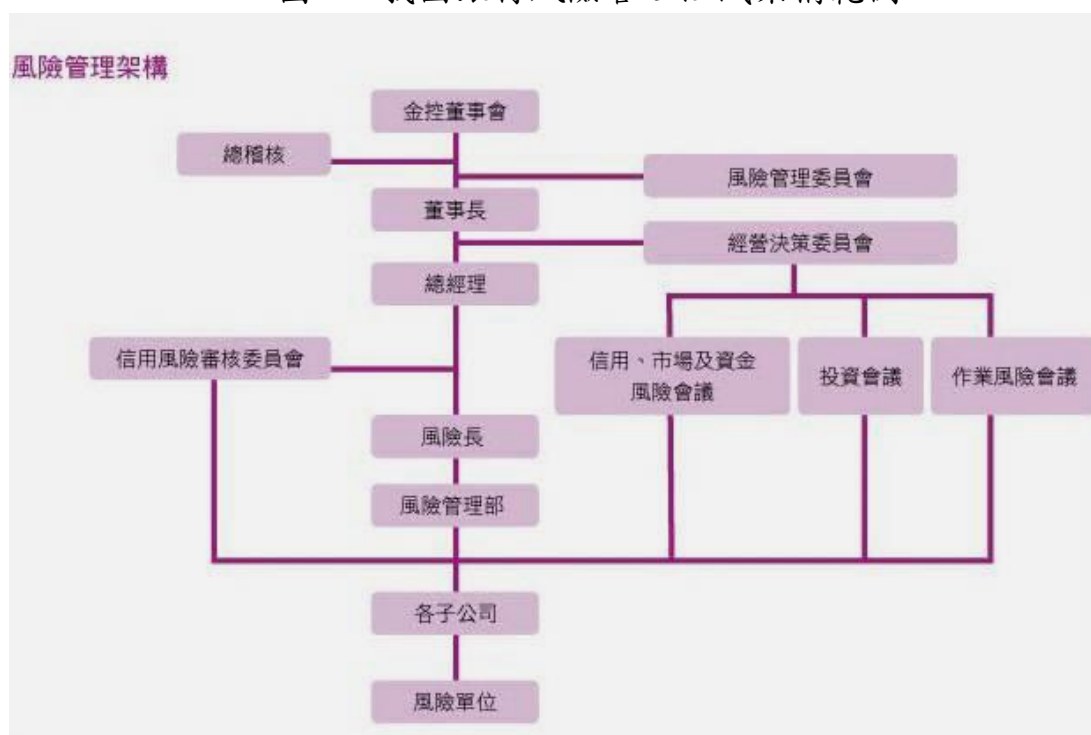 風險管理架構
金控董事會
總稽核
風險管理委員會
董事長
經營決策委員會
總經理
信用風險審核委員會
信用、市場及資金
風險會議
投資會議
作業風險會議
風險長
風險管理部
各子公司
風險單位